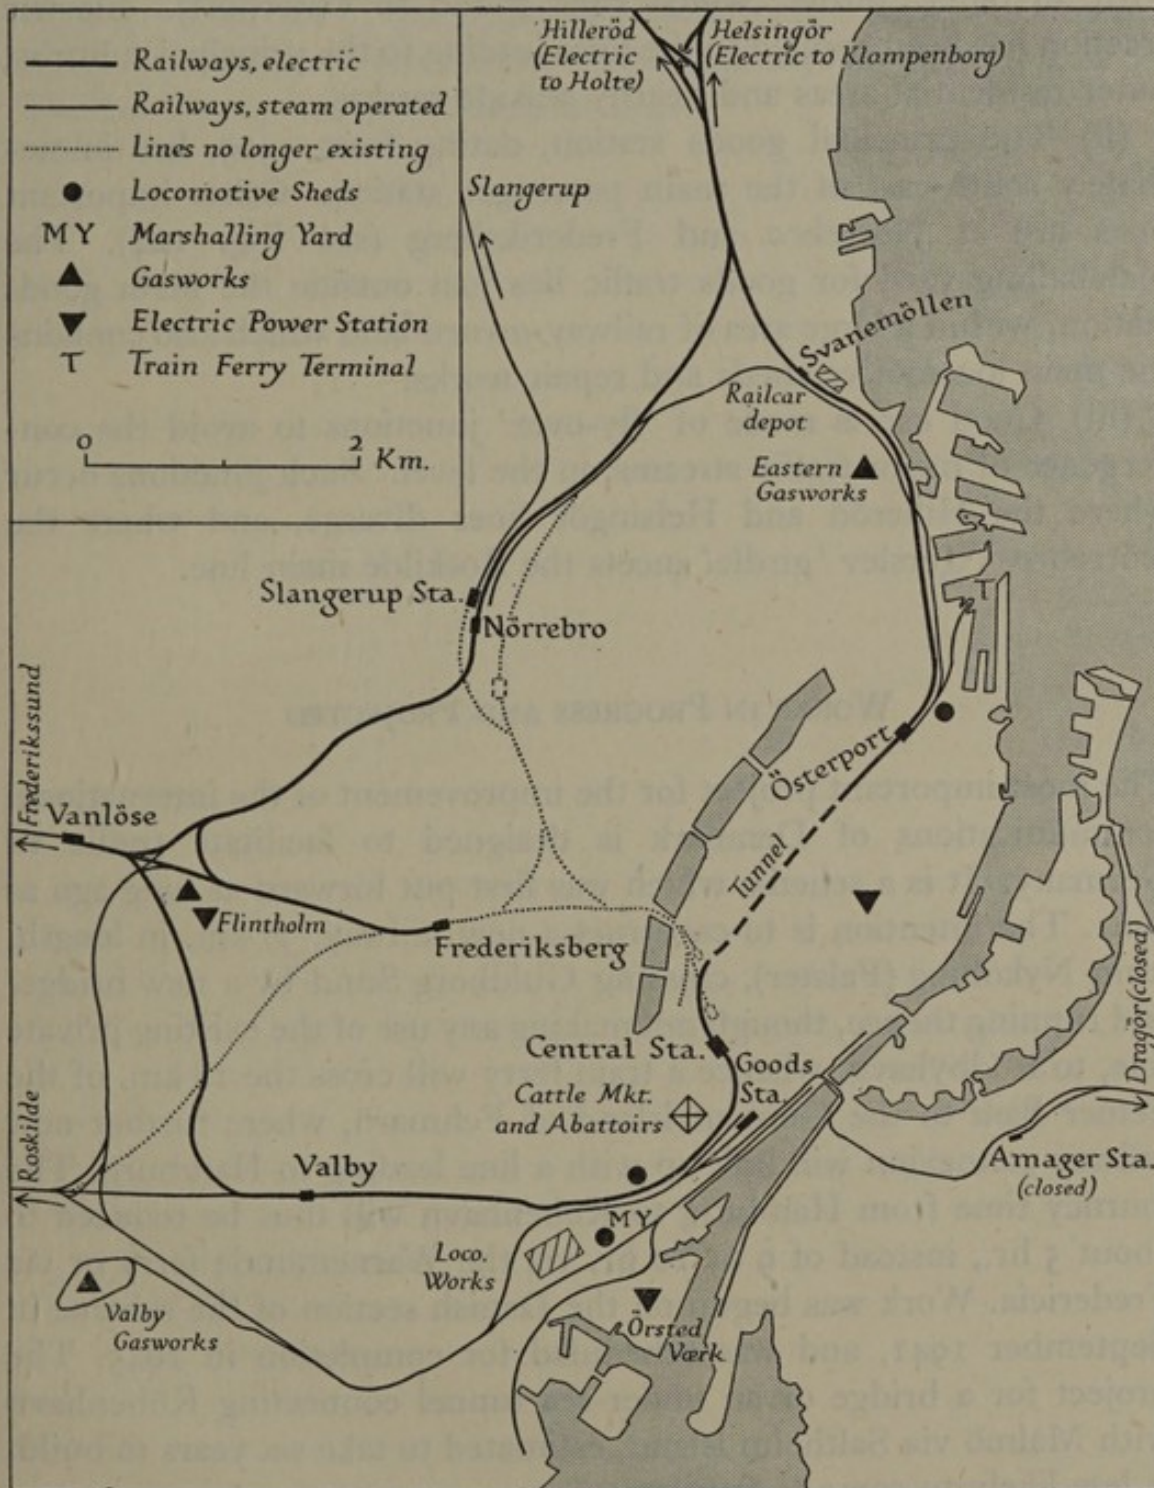 Railways, electric
Railways, steam operated
Lines no longer existing
Locomotive Sheds
MY Marshalling Yard
Gasworks
Electric Power Station
T Train Ferry Terminal
0 2 Km.
Hilleröd
(Electric
to Holte)
Helsingör
(Electric to Klampenborg)
Slangerup
Svanemöllen
Railcar
depot
Eastern
Gasworks
Slangerup Sta.
Nörrebro
T
Frederikssund
Vanlöse
Österport
Tunnel
Flintholm
Frederiksberg
Dragör (closed)
Central Sta.
Goods
Sta.
Cattle Mkt.
and Abattoirs
Roskilde
Valby
Amager Sta.
(closed)
MY
Loco.
Works
Valby
Gasworks
Örsted
Værk